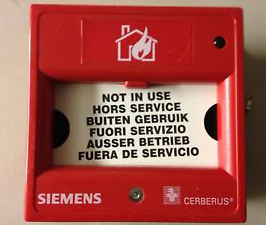 NOT IN USE
HORS SERVICE
BUITEN GEBRUIK
FUORI SERVIZIO
AUSSER BETRIEB
FUERA DE SERVICIO
SIEMENS CERBERUS®